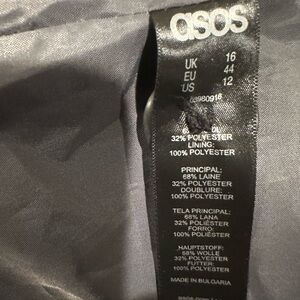 asos
UK 16
EU 44
US 12
32% POLYESTER
LINING:
100% POLYESTER
PRINCIPAL:
68% LAINE
32% POLYESTER
DOUBLURE:
100% POLYESTER
TELA PRINCIPAL:
68% LANA
32% POLIÉSTER
FORRO:
100% POLIÉSTER
HAUPTSTOFF:
68% WOLLE
32% POLYESTER
FUTTER:
100% POLYESTER
MADE IN BULGARIA